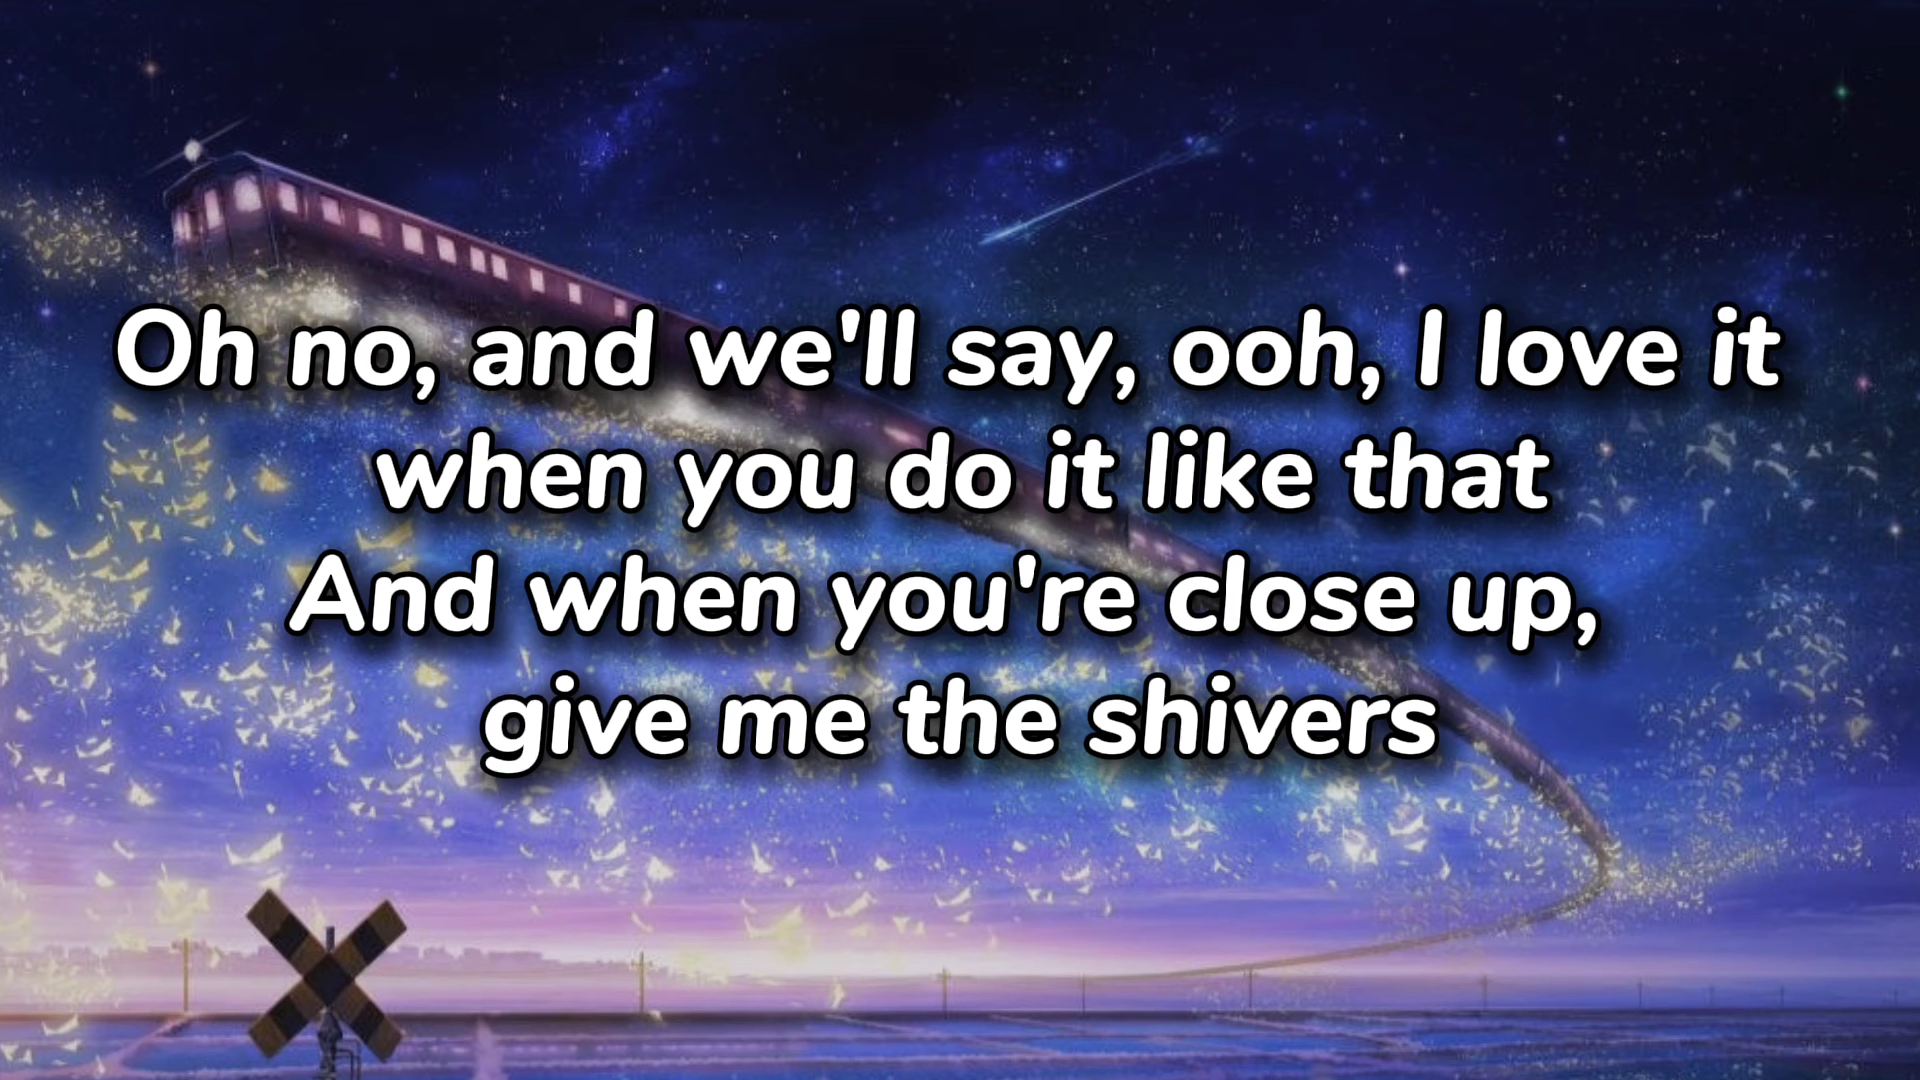 Oh no, and we'll say, ooh, I love it
when you do it like that
And when you're close up,
give me the shivers